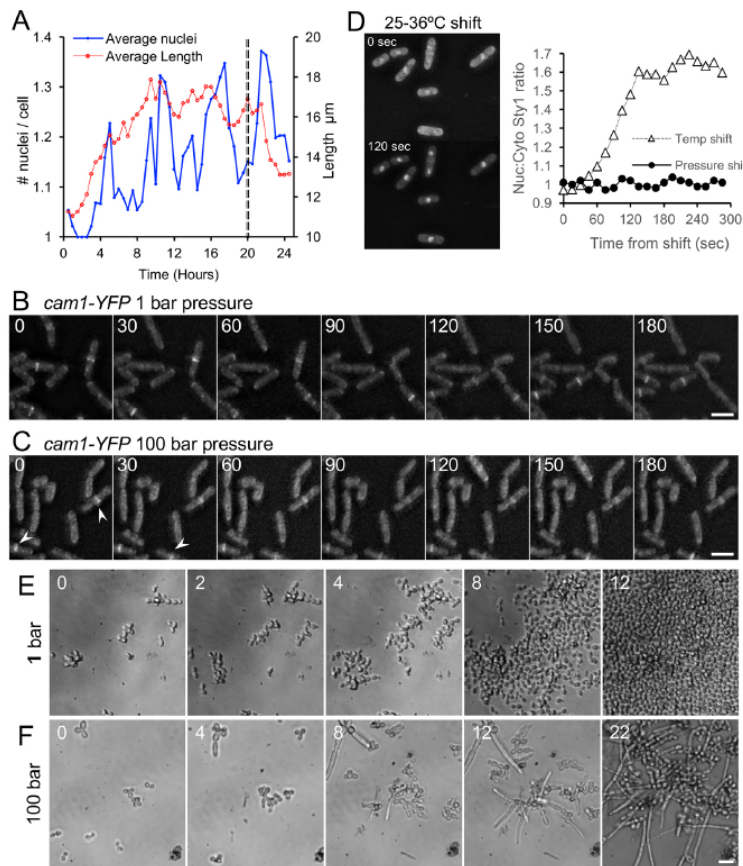 A
1.4
1.3
1.2
1.1
1
# nuclei / cell
Average nuclei
Average Length
20
18
16
14
12
10
Length µm
0 4 8 12 16 20 24
Time (Hours)
D 25-36ºC shift
0 sec
120 sec
Nuc:Cyto Sty1 ratio
1.8
1.7
1.6
1.5
1.4
1.3
1.2
1.1
1
0.9
Temp shift
Pressure shi
0 60 120 180 240 300
Time from shift (sec)
B cam1-YFP 1 bar pressure
0 30 60 90 120 150 180
C cam1-YFP 100 bar pressure
0 30 60 90 120 150 180
E
1 bar
0 2 4 8 12
F
100 bar
0 4 8 12 22